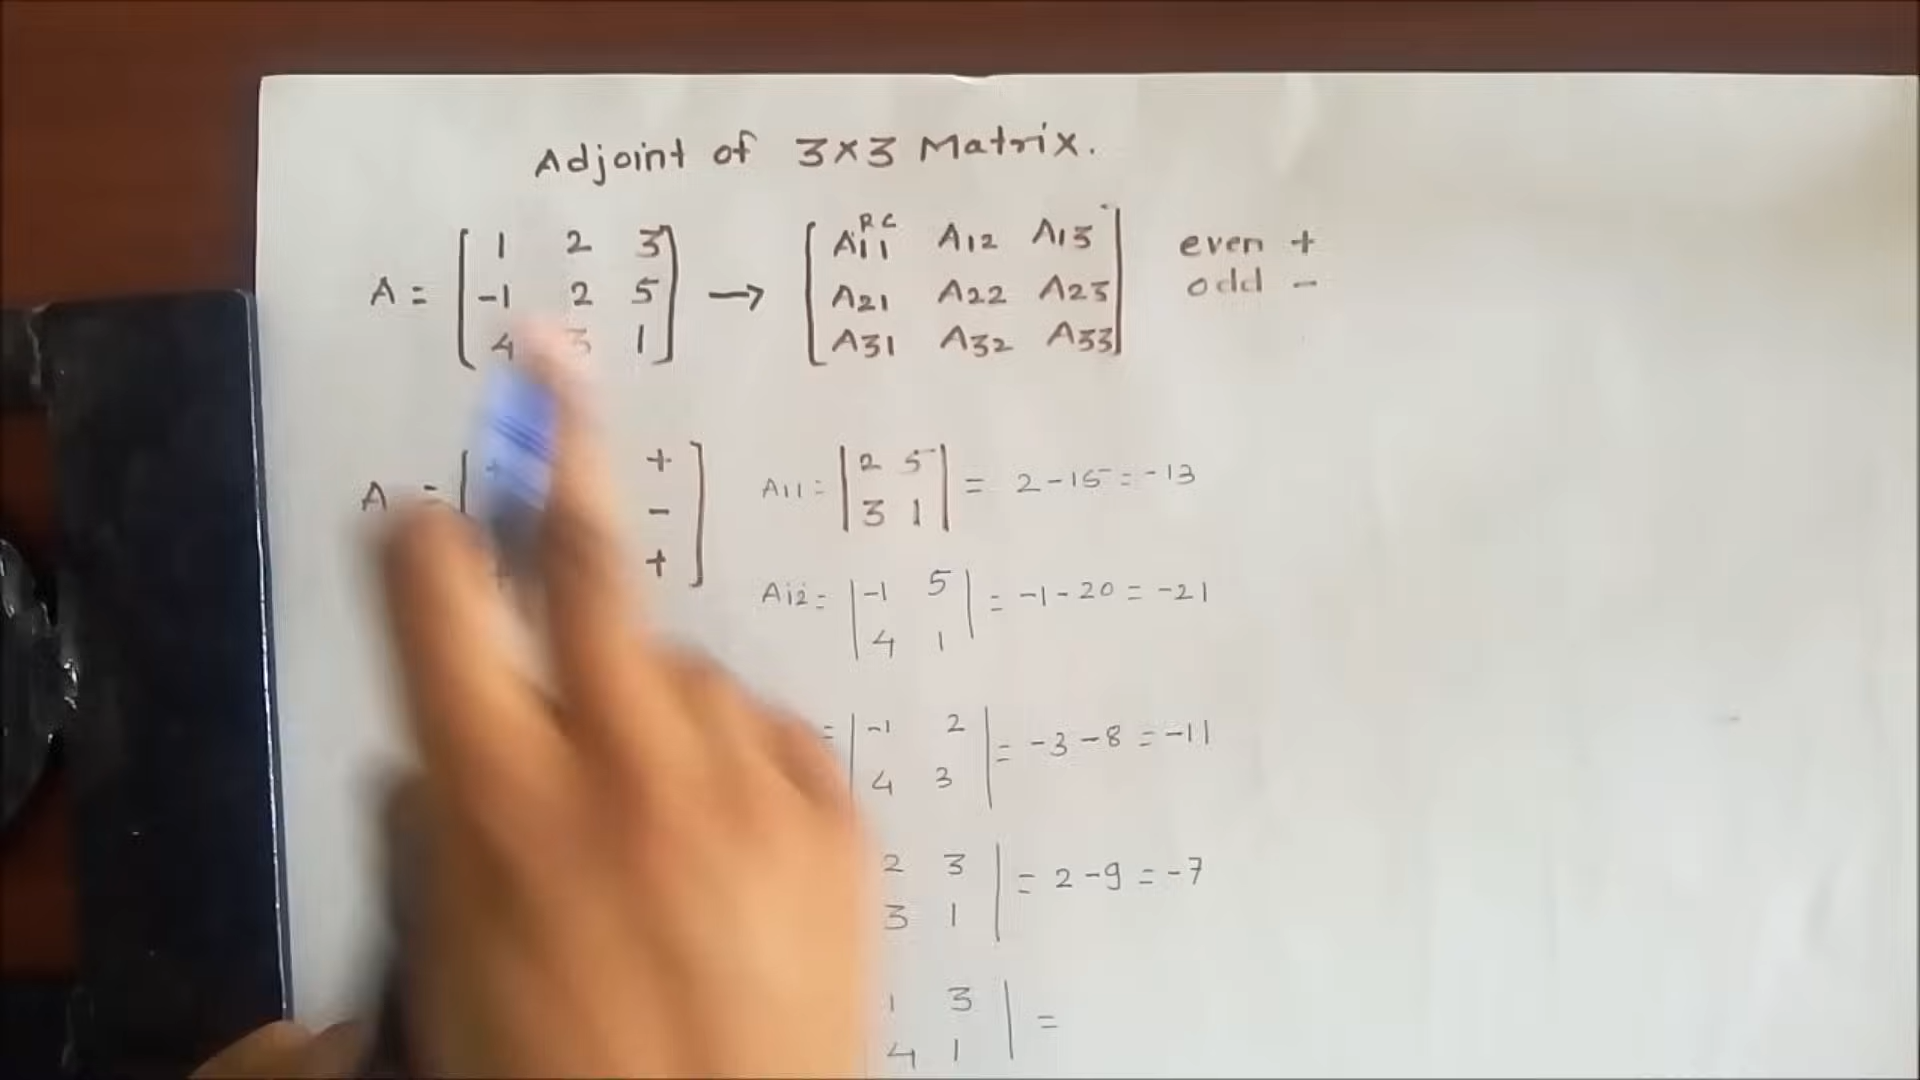 Adjoint of 3×3 Matrix.
R C
1 2 3 A11 A12 A13 even +
A = -1 2 5 → A21 A22 A23 odd -
4 3 1 A31 A32 A33
+ +
A = - A11 = 2 5 = 2-15 = -13
3 1
+ +
A12 = -1 5 = -1-20 = -21
4 1
= -1 2 = -3-8 = -11
4 3
2 3 = 2-9 = -7
3 1
1 3 =
4 1